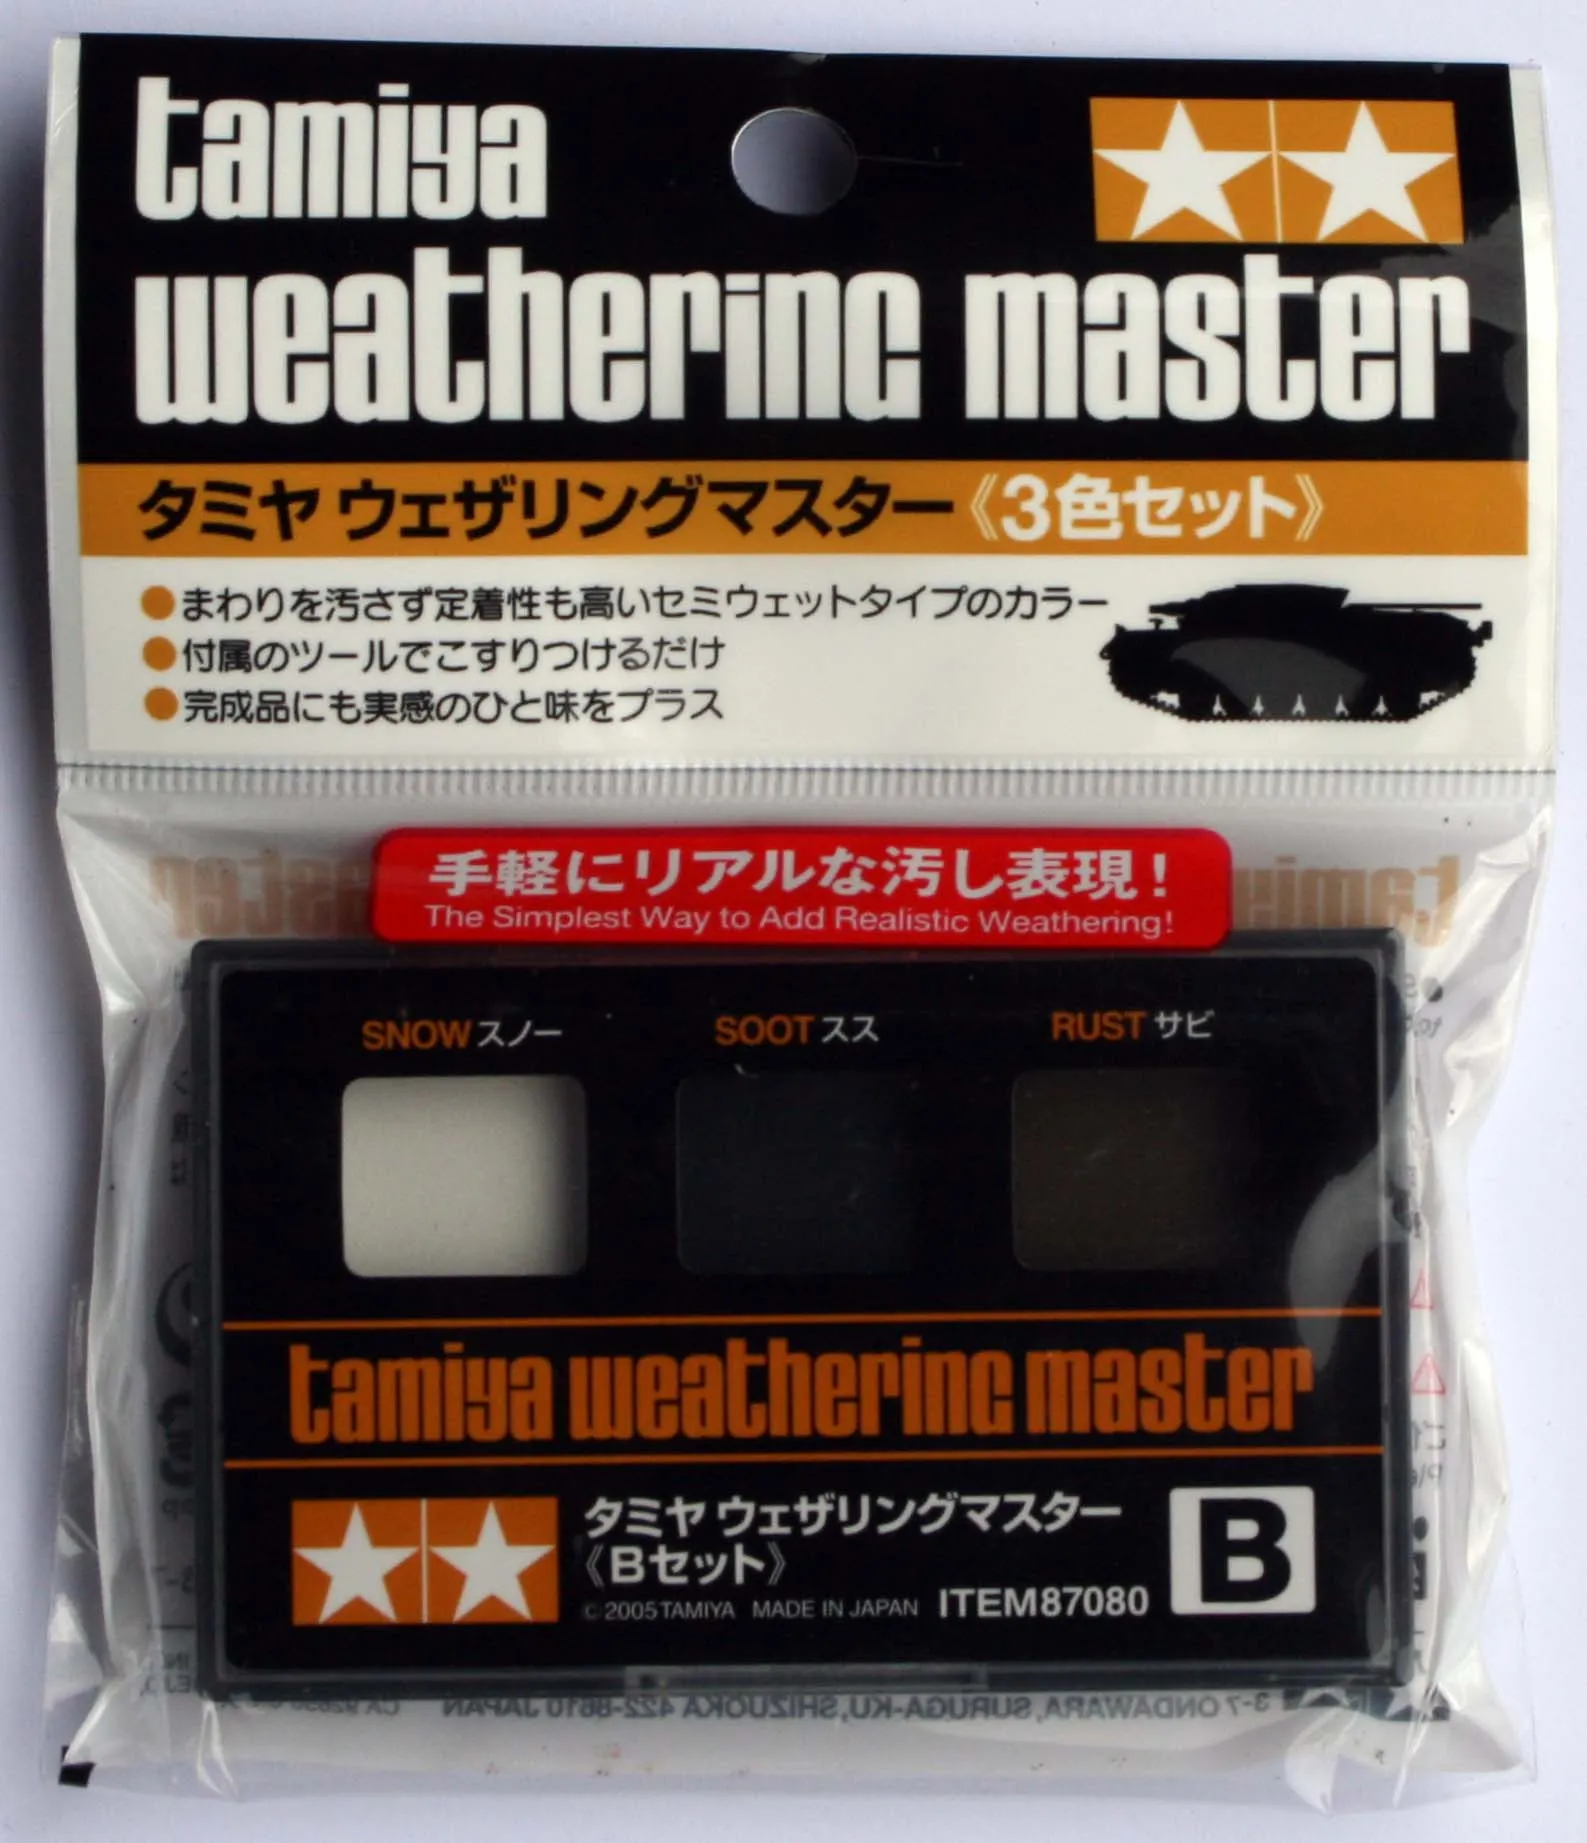 tamiya
weathering master
タミヤ ウェザリングマスター《3色セット》
●まわりを汚さず定着性も高いセミウェットタイプのカラー
●付属のツールでこすりつけるだけ
●完成品にも実感のひと味をプラス
手軽にリアルな汚し表現!
The Simplest Way to Add Realistic Weathering!
SNOW スノー SOOT スス RUST サビ
tamiya weathering master
タミヤ ウェザリングマスター
《Bセット》
© 2005 TAMIYA MADE IN JAPAN ITEM87080
B
3-7 ONDAWARA, SURUGA-KU, SHIZUOKA 422-8610 JAPAN